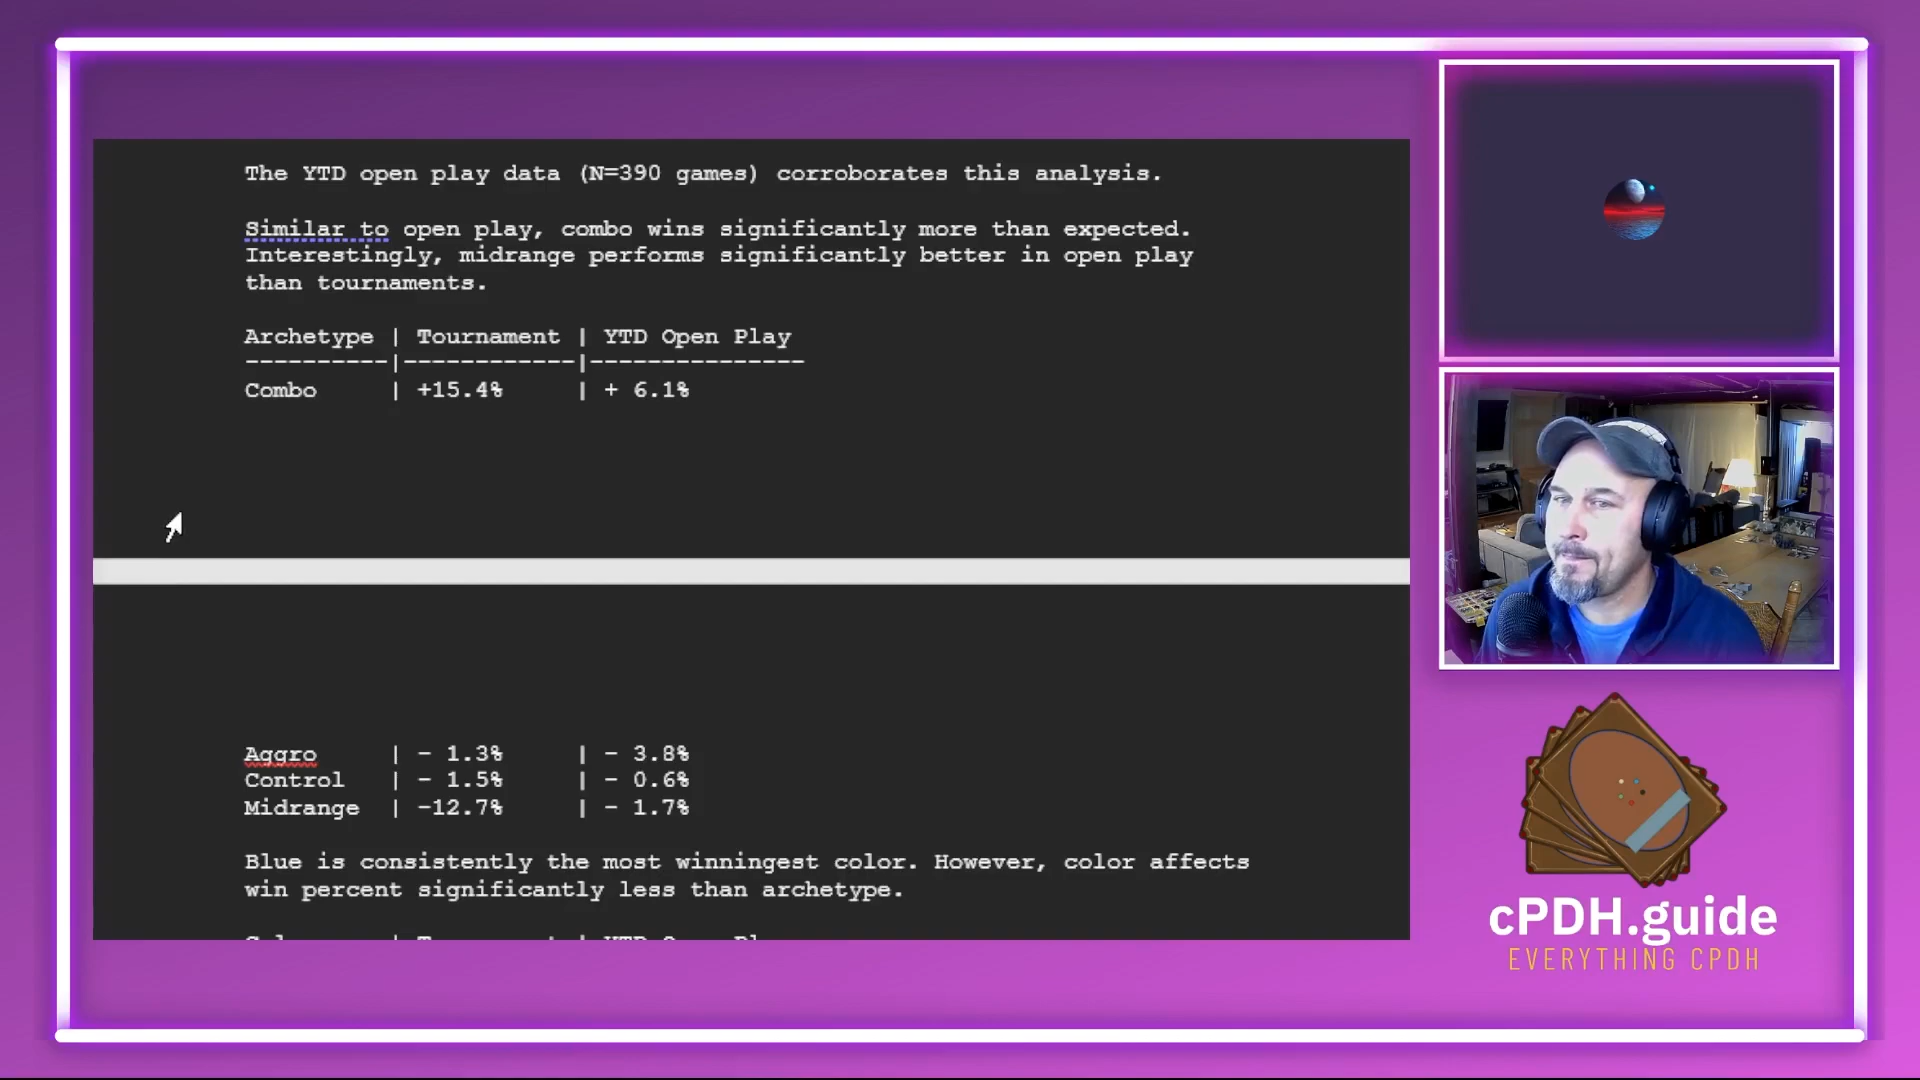 The YTD open play data (N=390 games) corroborates this analysis.
Similar to open play, combo wins significantly more than expected.
Interestingly, midrange performs significantly better in open play
than tournaments.
Archetype | Tournament | YTD Open Play
----------|------------|---------------
Combo | +15.4% | + 6.1%
Aggro | - 1.3% | - 3.8%
Control | - 1.5% | - 0.6%
Midrange | -12.7% | - 1.7%
Blue is consistently the most winningest color. However, color affects
win percent significantly less than archetype.
cPDH.guide
EVERYTHING CPDH